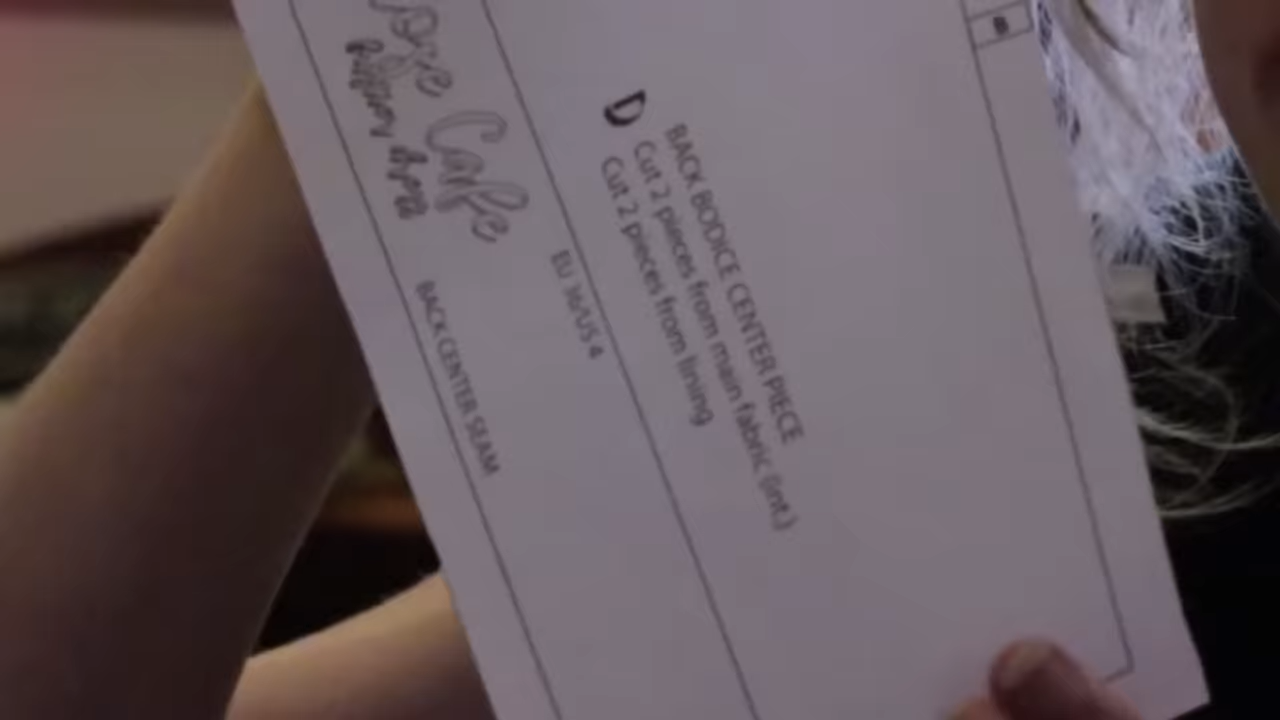 D
BACK BODICE CENTER PIECE
Cut 2 pieces from main fabric (int.)
Cut 2 pieces from lining
EU 36/US 4
BACK CENTER SEAM